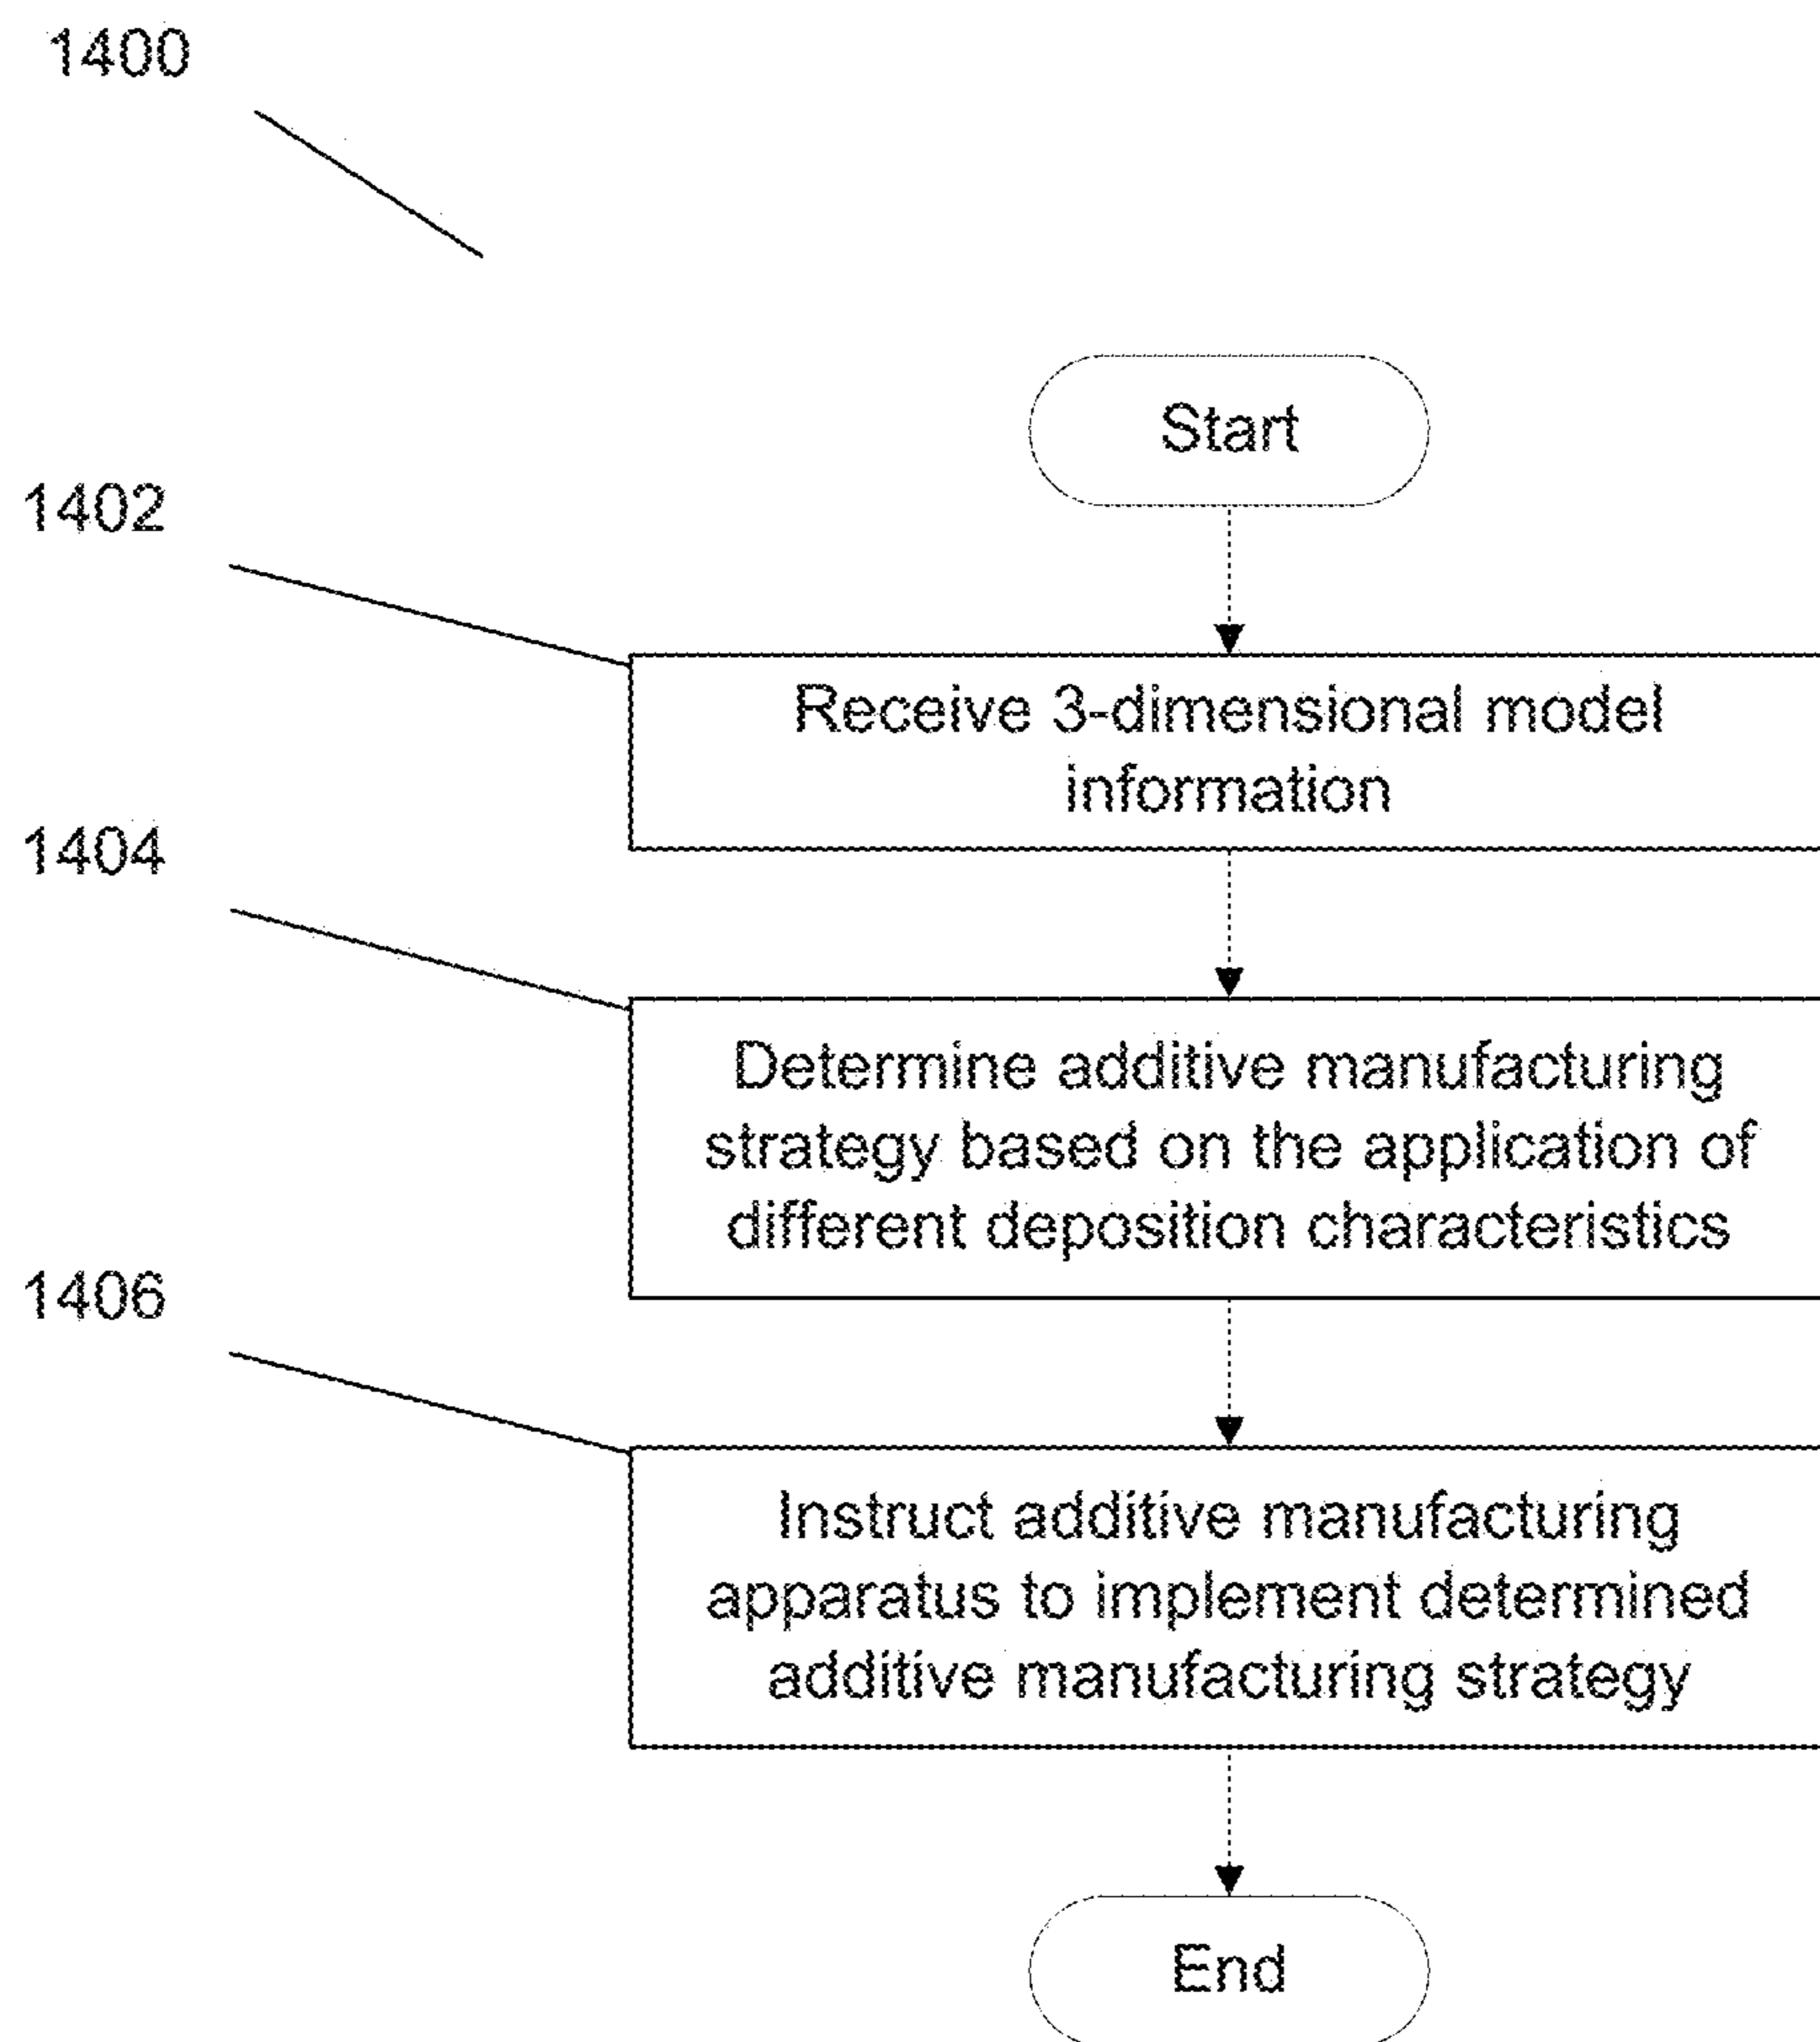 1400
Start
1402
Receive 3-dimensional model
information
1404
Determine additive manufacturing
strategy based on the application of
different deposition characteristics
1406
Instruct additive manufacturing
apparatus to implement determined
additive manufacturing strategy
End